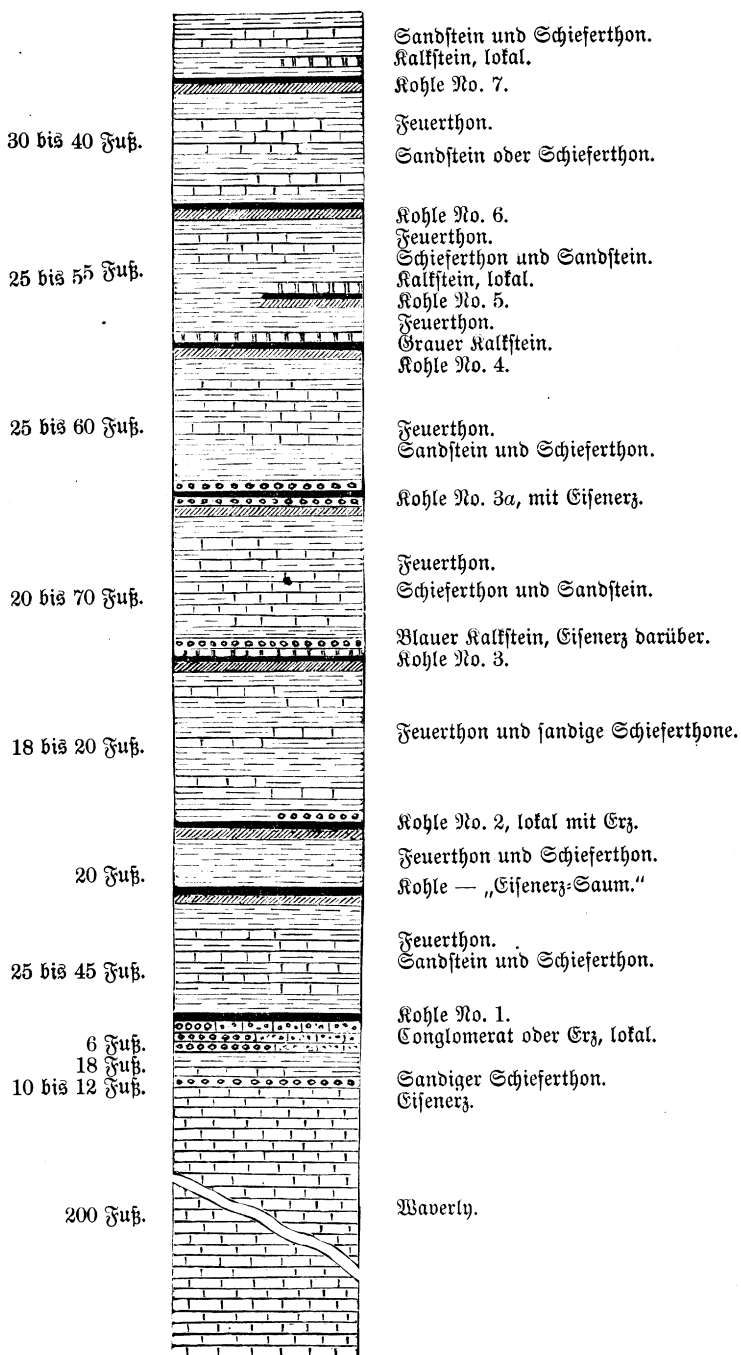 Sandstein und Schieferthon.
Kalkstein, lokal.
Kohle No. 7.
Feuerthon.
30 bis 40 Fuß.
Sandstein oder Schieferthon.
Kohle No. 6.
Feuerthon.
Schieferthon und Sandstein.
25 bis 55 Fuß.
Kalkstein, lokal.
Kohle No. 5.
Feuerthon.
Grauer Kalkstein.
Kohle No. 4.
25 bis 60 Fuß.
Feuerthon.
Sandstein und Schieferthon.
Kohle No. 3a, mit Eisenerz.
Feuerthon.
20 bis 70 Fuß.
Schieferthon und Sandstein.
Blauer Kalkstein, Eisenerz darüber.
Kohle No. 3.
18 bis 20 Fuß.
Feuerthon und sandige Schieferthone.
Kohle No. 2, lokal mit Erz.
Feuerthon und Schieferthon.
20 Fuß.
Kohle — „Eisenerz-Saum.“
Feuerthon.
Sandstein und Schieferthon.
25 bis 45 Fuß.
Kohle No. 1.
Conglomerat oder Erz, lokal.
6 Fuß.
18 Fuß.
Sandiger Schieferthon.
10 bis 12 Fuß.
Eisenerz.
200 Fuß.
Waverly.